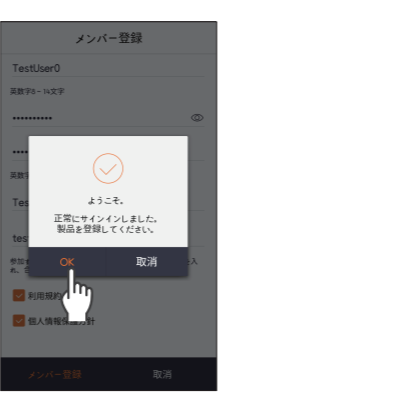 メンバー登録
TestUser0
英数字8~14文字
••••••••••
••••
英数字
Tes
test
ようこそ。
正常にサインインしました。
製品を登録してください。
OK 取消
参加
入
め、
利用規約
個人情報保護方針
メンバー登録 取消